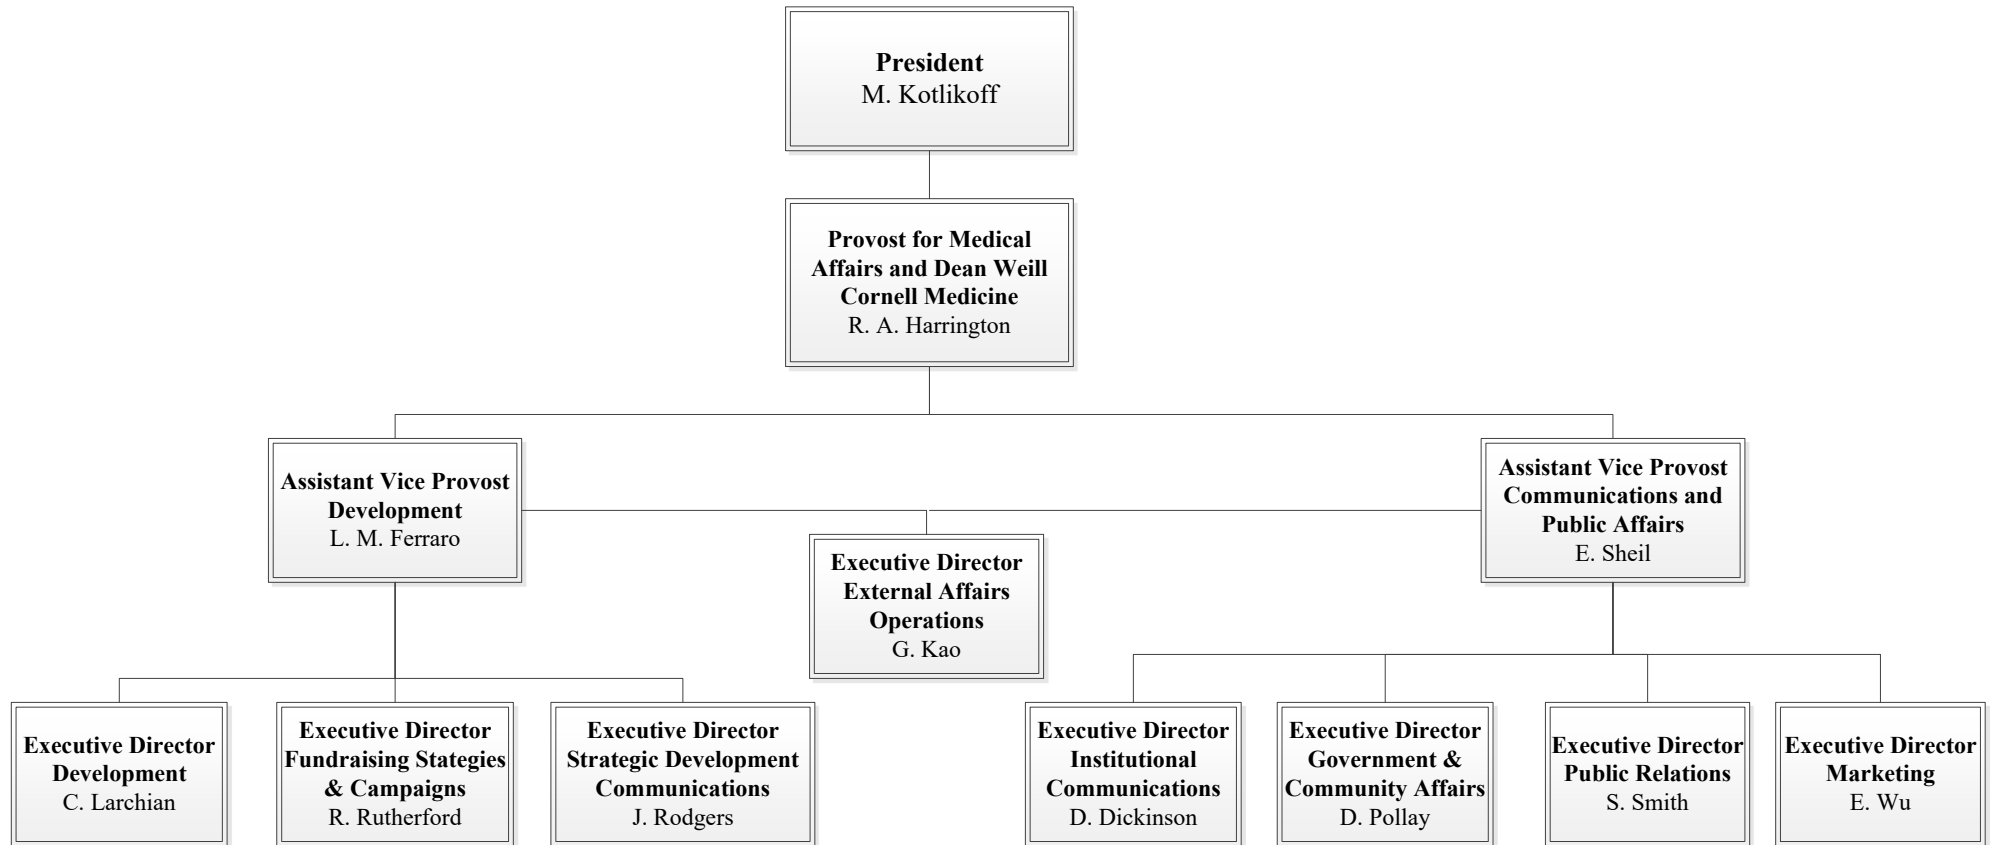 President
M. Kotlikoff
Provost for Medical
Affairs and Dean Weill
Cornell Medicine
R. A. Harrington
Assistant Vice Provost
Development
L. M. Ferraro
Assistant Vice Provost
Communications and
Public Affairs
E. Sheil
Executive Director
External Affairs
Operations
G. Kao
Executive Director
Development
C. Larchian
Executive Director
Fundraising Stategies
& Campaigns
R. Rutherford
Executive Director
Strategic Development
Communications
J. Rodgers
Executive Director
Institutional
Communications
D. Dickinson
Executive Director
Government &
Community Affairs
D. Pollay
Executive Director
Public Relations
S. Smith
Executive Director
Marketing
E. Wu